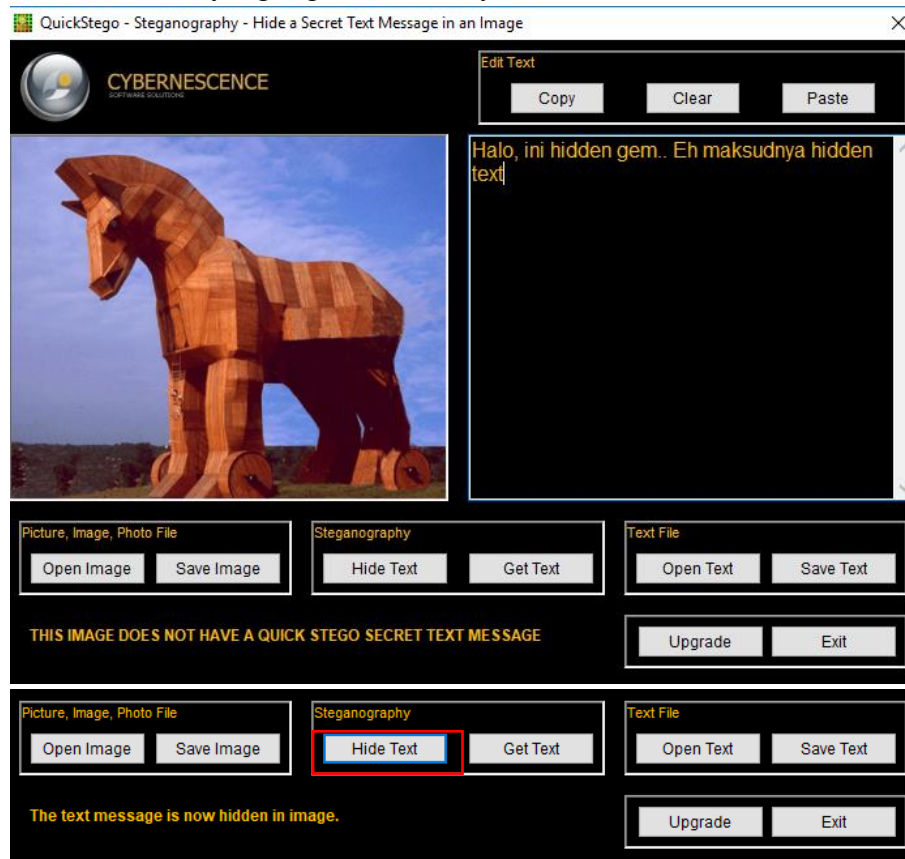 QuickStego - Steganography - Hide a Secret Text Message in an Image
CYBERNESCENCE
SOFTWARE SOLUTIONS
Edit Text
Copy Clear Paste
Halo, ini hidden gem.. Eh maksudnya hidden
text
Picture, Image, Photo File
Open Image Save Image
Steganography
Hide Text Get Text
Text File
Open Text Save Text
THIS IMAGE DOES NOT HAVE A QUICK STEGO SECRET TEXT MESSAGE
Upgrade Exit
Picture, Image, Photo File
Open Image Save Image
Steganography
Hide Text Get Text
Text File
Open Text Save Text
The text message is now hidden in image.
Upgrade Exit